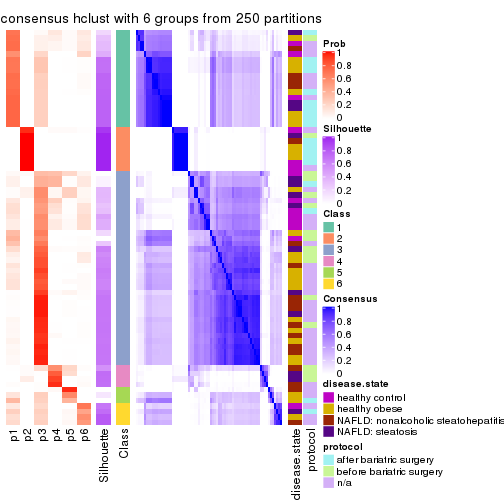 consensus hclust with 6 groups from 250 partitions
Prob
1
0.8
0.6
0.4
0.2
0
Silhouette
1
0.8
0.6
0.4
0.2
0
Class
1
2
3
4
5
6
Consensus
1
0.8
0.6
0.4
0.2
0
disease.state
healthy control
healthy obese
NAFLD: nonalcoholic steatohepatitis
NAFLD: steatosis
protocol
after bariatric surgery
before bariatric surgery
n/a
p1
p2
p3
p4
p5
p6
Silhouette
Class
disease.state
protocol